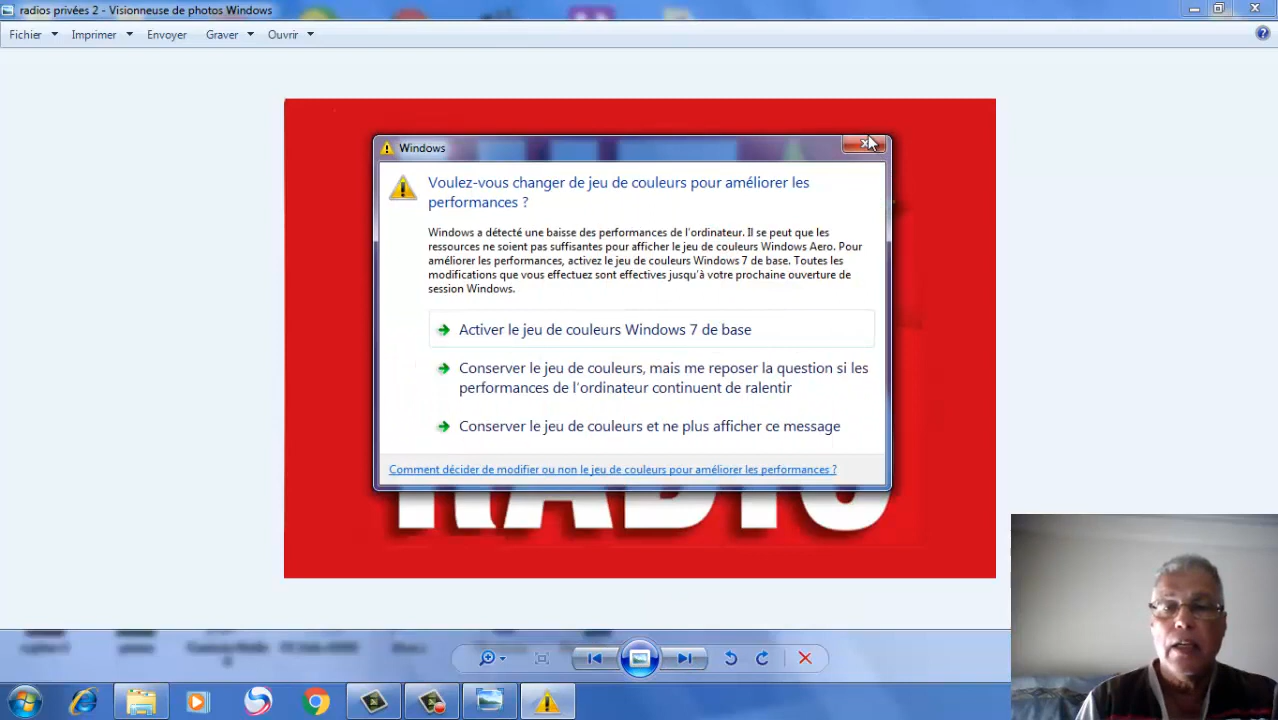 radios privées 2 - Visionneuse de photos Windows
Fichier Imprimer Envoyer Graver Ouvrir
Windows
Voulez-vous changer de jeu de couleurs pour améliorer les
performances ?
Windows a détecté une baisse des performances de l'ordinateur. Il se peut que les
ressources ne soient pas suffisantes pour afficher le jeu de couleurs Windows Aero. Pour
améliorer les performances, activez le jeu de couleurs Windows 7 de base. Toutes les
modifications que vous effectuez sont effectives jusqu'à votre prochaine ouverture de
session Windows.
Activer le jeu de couleurs Windows 7 de base
Conserver le jeu de couleurs, mais me reposer la question si les
performances de l'ordinateur continuent de ralentir
Conserver le jeu de couleurs et ne plus afficher ce message
Comment décider de modifier ou non le jeu de couleurs pour améliorer les performances ?
RADIO